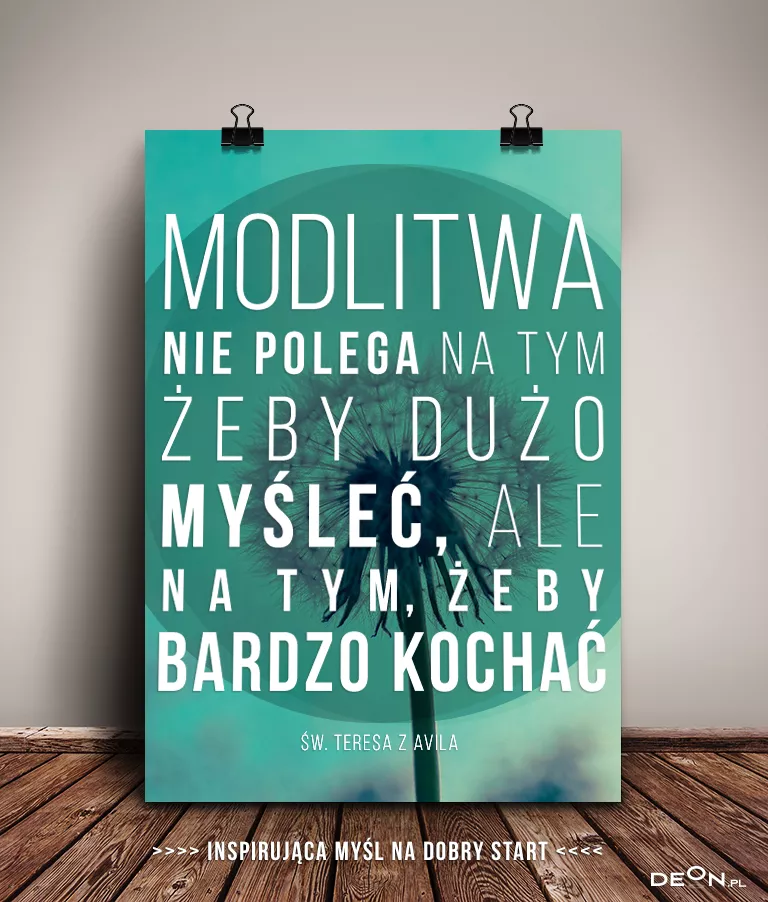 MODLITWA
NIE POLEGA NA TYM
ŻEBY DUŻO
MYŚLEĆ, ALE
NA TYM, ŻEBY
BARDZO KOCHAĆ
ŚW. TERESA Z AVILA
>>>> INSPIRUJĄCA MYŚL NA DOBRY START <<<<
DEON.PL